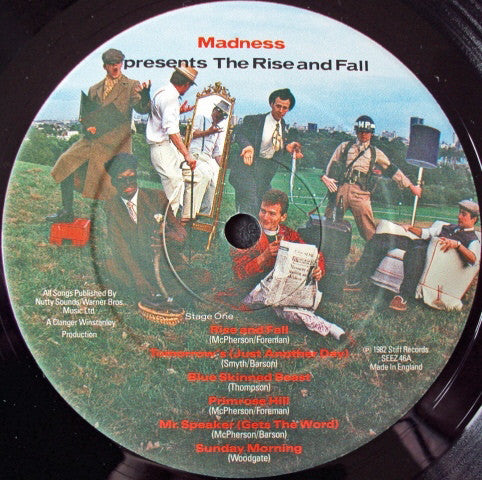 Madness
presents The Rise and Fall
All Songs Published By
Nutty Sounds/Warner Bros.
Music Ltd.
A Clanger Winstanley
Production
Stage One
Rise and Fall
(McPherson/Foreman)
Tomorrow's (Just Another Day)
(Smyth/Barson)
Blue Skinned Beast
(Thompson)
Primrose Hill
(McPherson/Foreman)
Mr. Speaker (Gets The Word)
(McPherson/Barson)
Sunday Morning
(Woodgate)
℗ 1982 Stiff Records
SEEZ 46A
Made In England